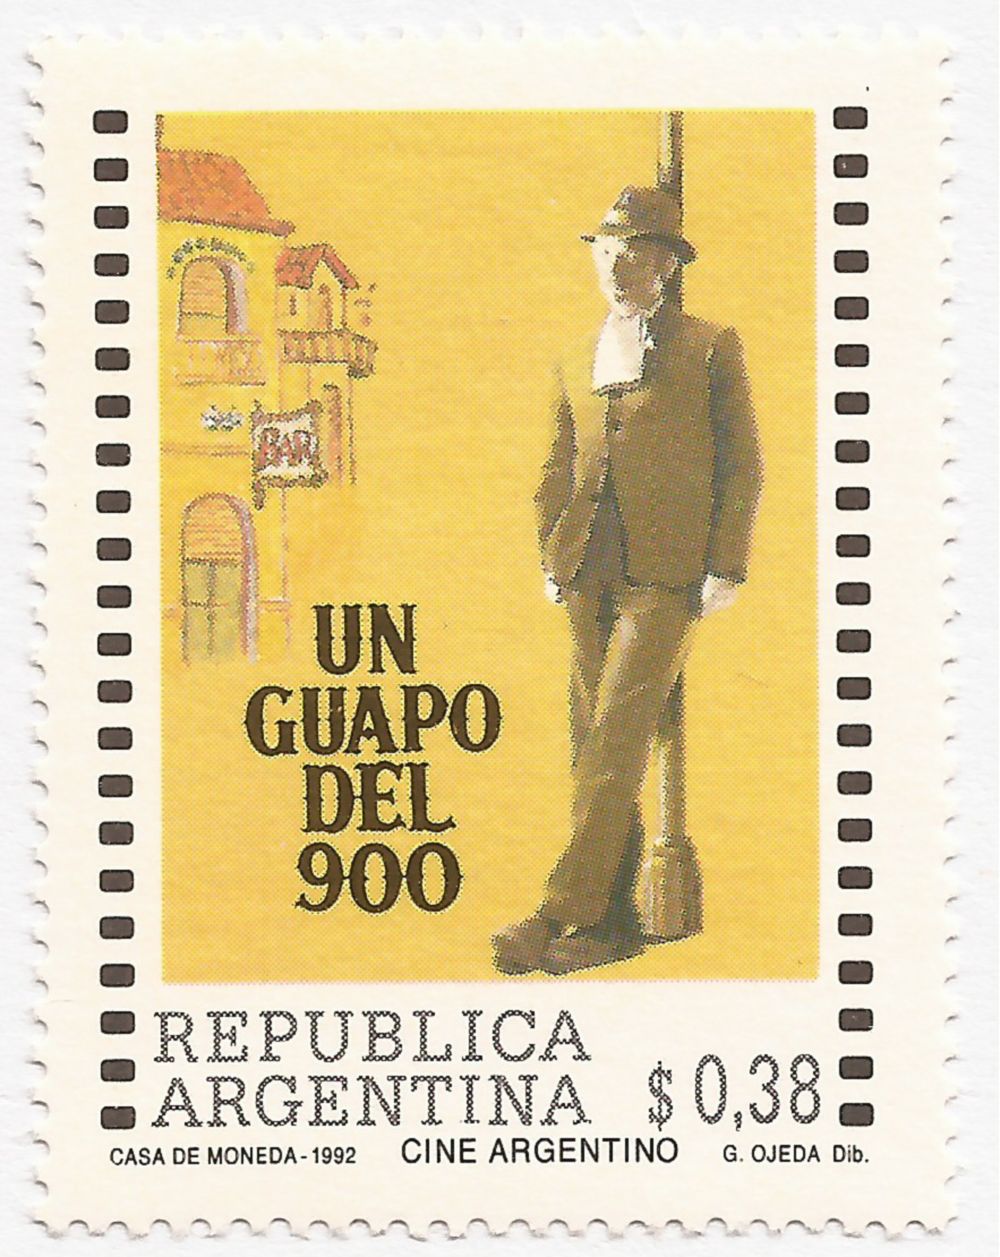 BAR
UN
GUAPO
DEL
900
REPUBLICA
ARGENTINA $ 0,38
CASA DE MONEDA - 1992 CINE ARGENTINO G. OJEDA Dib.